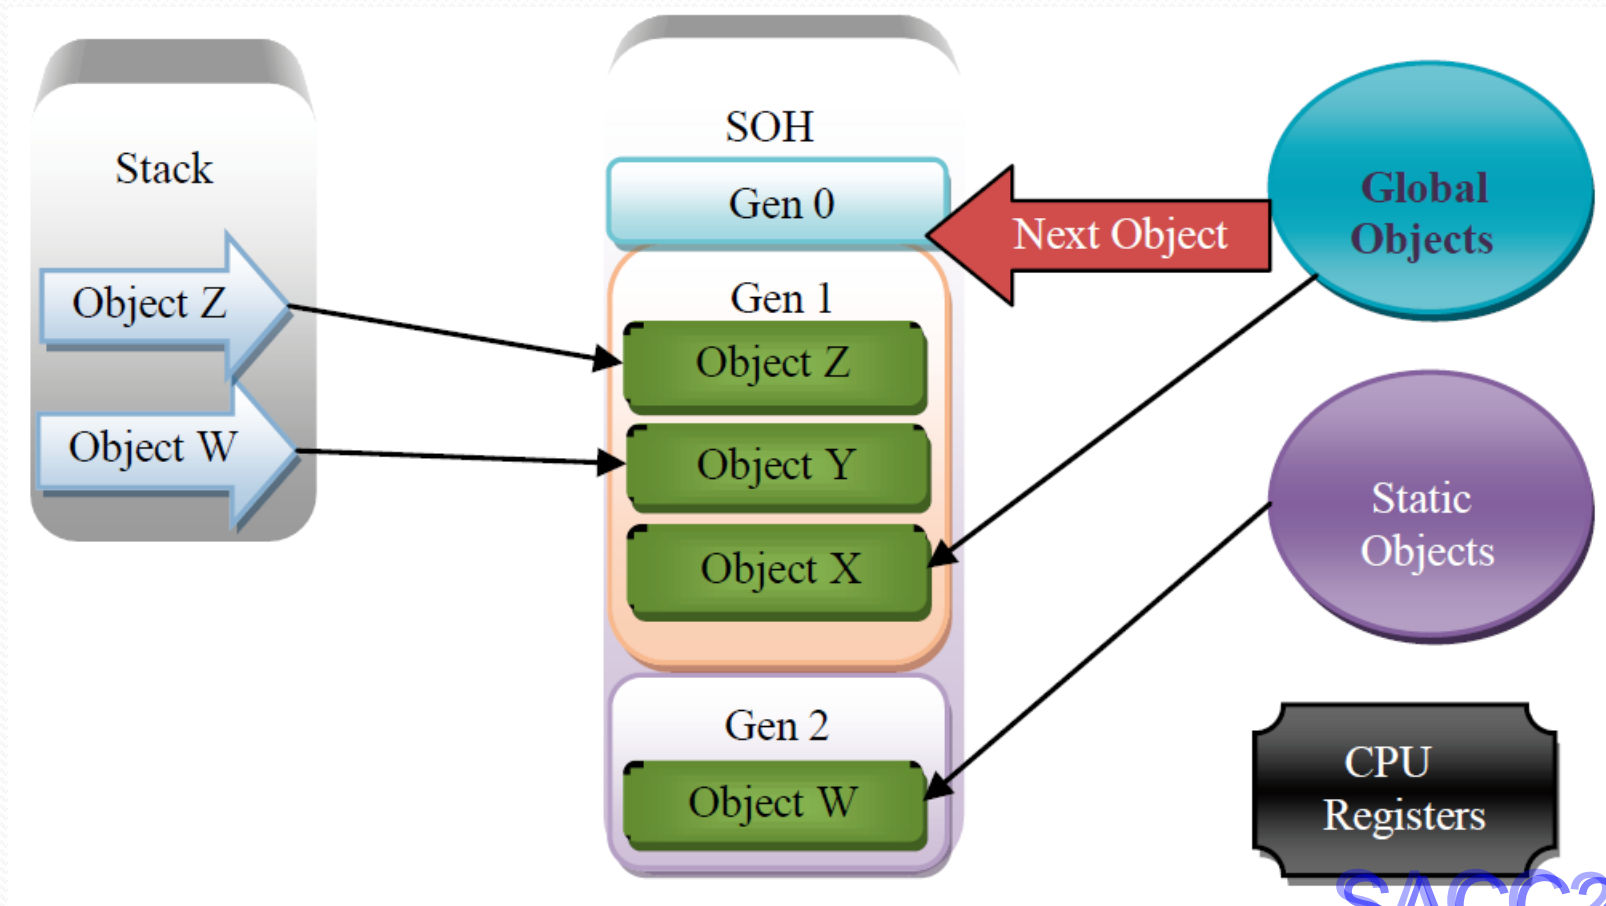 Stack
Object Z
Object W
SOH
Gen 0
Gen 1
Object Z
Object Y
Object X
Gen 2
Object W
Next Object
Global
Objects
Static
Objects
CPU
Registers